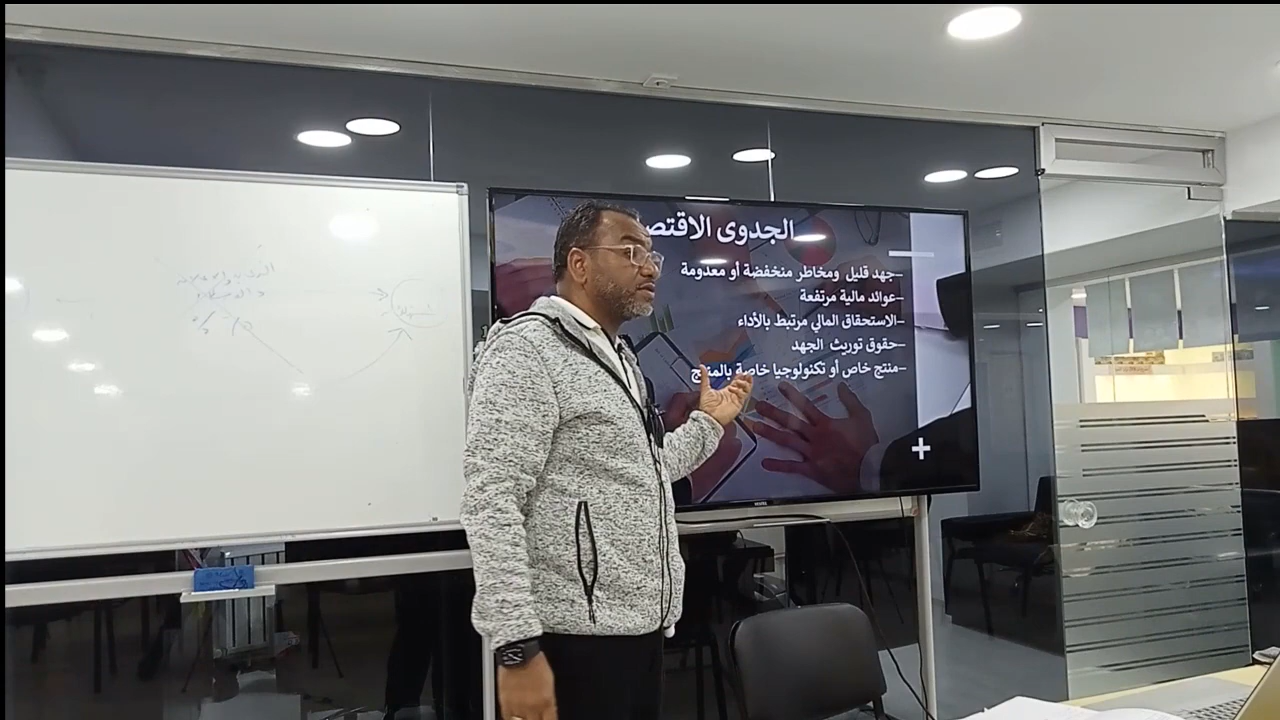 الجدوى الاقتص
-جهد قليل ومخاطر منخفضة أو معدومة
-عوائد مالية مرتفعة
-الاستحقاق المالي مرتبط بالأداء
-حقوق توريث الجهد
-منتج خاص أو تكنولوجيا خاصة بالمنتج